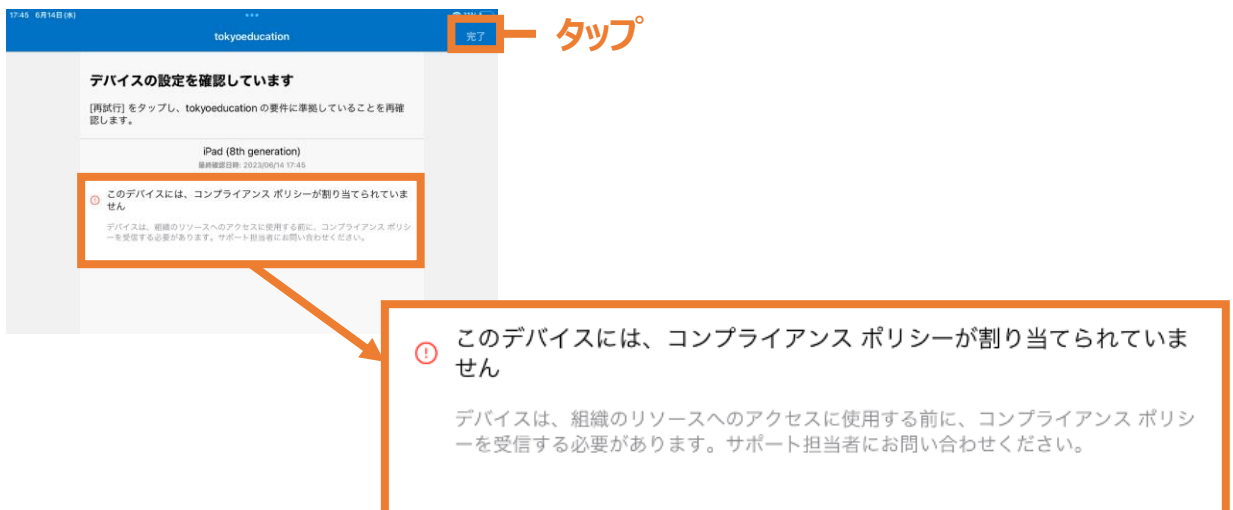 17:45 6月14日(水)
tokyoeducation
完了
タップ
デバイスの設定を確認しています
[再試行] をタップし、tokyoeducation の要件に準拠していることを再確
認します。
iPad (8th generation)
最終確認日時: 2023/06/14 17:45
このデバイスには、コンプライアンス ポリシーが割り当てられていま
せん
デバイスは、組織のリソースへのアクセスに使用する前に、コンプライアンス ポリシ
ーを受信する必要があります。サポート担当者にお問い合わせください。
このデバイスには、コンプライアンス ポリシーが割り当てられていま
せん
デバイスは、組織のリソースへのアクセスに使用する前に、コンプライアンス ポリシ
ーを受信する必要があります。サポート担当者にお問い合わせください。